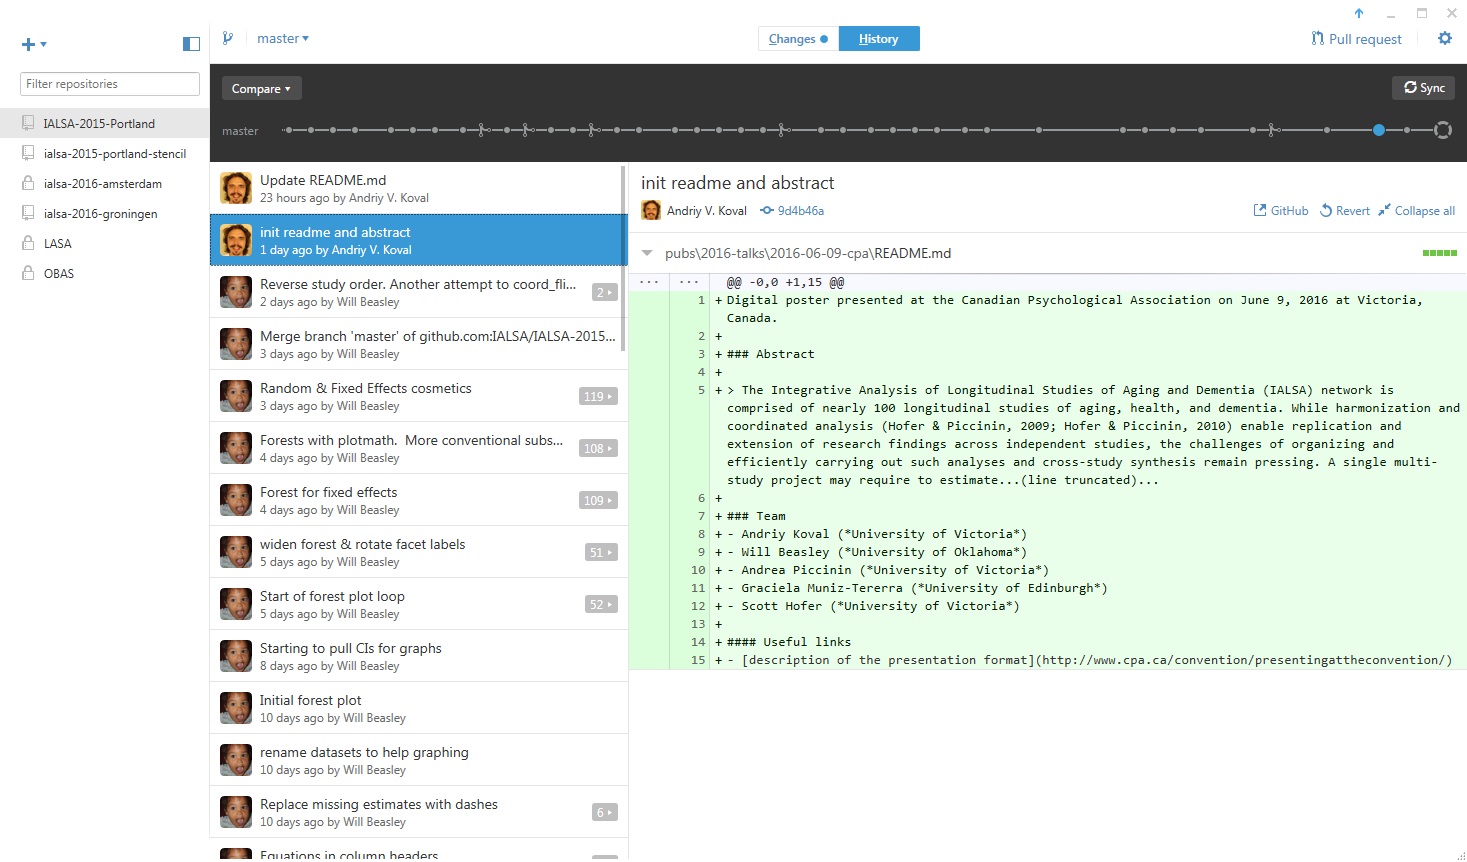 master
Changes
History
Pull request
Filter repositories
IALSA-2015-Portland
ialsa-2015-portland-stencil
ialsa-2016-amsterdam
ialsa-2016-groningen
LASA
OBAS
Compare
Sync
master
Update README.md
23 hours ago by Andriy V. Koval
init readme and abstract
1 day ago by Andriy V. Koval
Reverse study order. Another attempt to coord_fli...
2 days ago by Will Beasley
2
Merge branch 'master' of github.com:IALSA/IALSA-2015...
3 days ago by Will Beasley
Random & Fixed Effects cosmetics
3 days ago by Will Beasley
119
Forests with plotmath.  More conventional subs...
4 days ago by Will Beasley
108
Forest for fixed effects
4 days ago by Will Beasley
109
widen forest & rotate facet labels
5 days ago by Will Beasley
51
Start of forest plot loop
5 days ago by Will Beasley
52
Starting to pull CIs for graphs
8 days ago by Will Beasley
Initial forest plot
10 days ago by Will Beasley
rename datasets to help graphing
10 days ago by Will Beasley
Replace missing estimates with dashes
10 days ago by Will Beasley
6
Equations in column headers
init readme and abstract
Andriy V. Koval
9d4b46a
GitHub
Revert
Collapse all
pubs\2016-talks\2016-06-09-cpa\README.md
... ... @@ -0,0 +1,15 @@
1 + Digital poster presented at the Canadian Psychological Association on June 9, 2016 at Victoria,
Canada.
2 +
3 + ### Abstract
4 +
5 + > The Integrative Analysis of Longitudinal Studies of Aging and Dementia (IALSA) network is
comprised of nearly 100 longitudinal studies of aging, health, and dementia. While harmonization and
coordinated analysis (Hofer & Piccinin, 2009; Hofer & Piccinin, 2010) enable replication and
extension of research findings across independent studies, the challenges of organizing and
efficiently carrying out such analyses and cross-study synthesis remain pressing. A single multi-
study project may require to estimate...(line truncated)...
6 +
7 + ### Team
8 + - Andriy Koval (*University of Victoria*)
9 + - Will Beasley (*University of Oklahoma*)
10 + - Andrea Piccinin (*University of Victoria*)
11 + - Graciela Muniz-Tererra (*University of Edinburgh*)
12 + - Scott Hofer (*University of Victoria*)
13 +
14 + #### Useful links
15 + - [description of the presentation format](http://www.cpa.ca/convention/presentingattheconvention/)